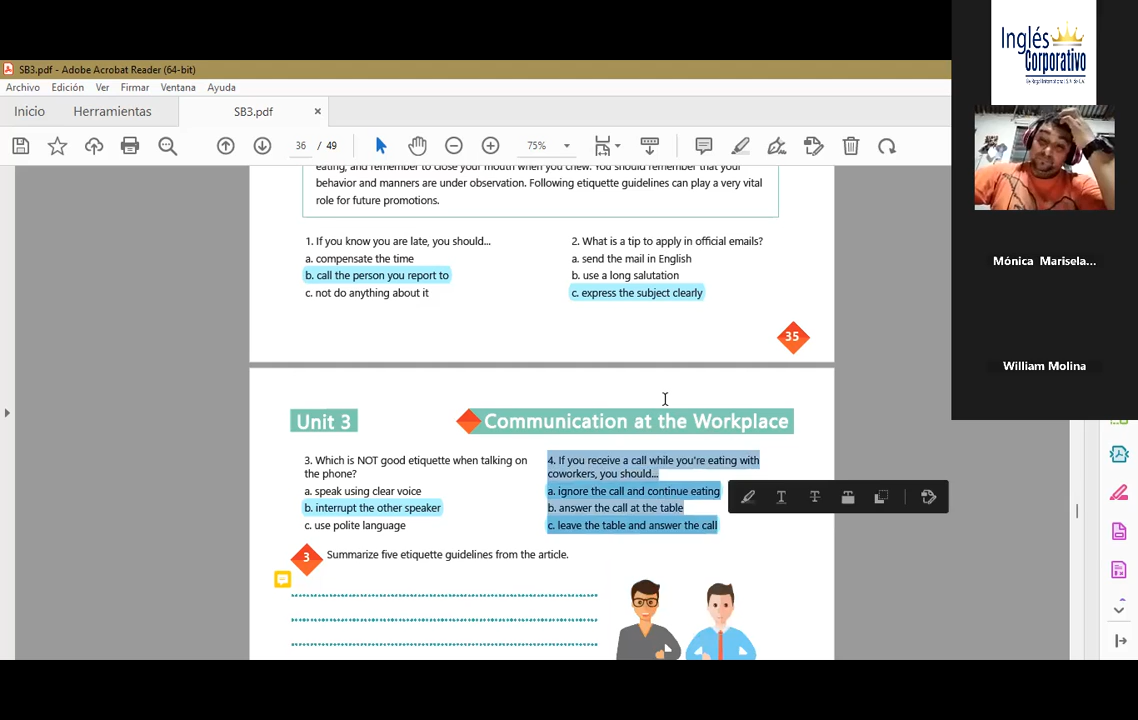 SB3.pdf - Adobe Acrobat Reader (64-bit)
Archivo Edición Ver Firmar Ventana Ayuda
Inicio Herramientas SB3.pdf ×
36 / 49 75%
eating, and remember to close your mouth when you chew. You should remember that your
behavior and manners are under observation. Following etiquette guidelines can play a very vital
role for future promotions.
1. If you know you are late, you should...
a. compensate the time
b. call the person you report to
c. not do anything about it
2. What is a tip to apply in official emails?
a. send the mail in English
b. use a long salutation
c. express the subject clearly
35
Unit 3
Communication at the Workplace
3. Which is NOT good etiquette when talking on
the phone?
a. speak using clear voice
b. interrupt the other speaker
c. use polite language
4. If you receive a call while you're eating with
coworkers, you should...
a. ignore the call and continue eating
b. answer the call at the table
c. leave the table and answer the call
3 Summarize five etiquette guidelines from the article.
Inglés
Corporativo
Mónica Marisela...
William Molina